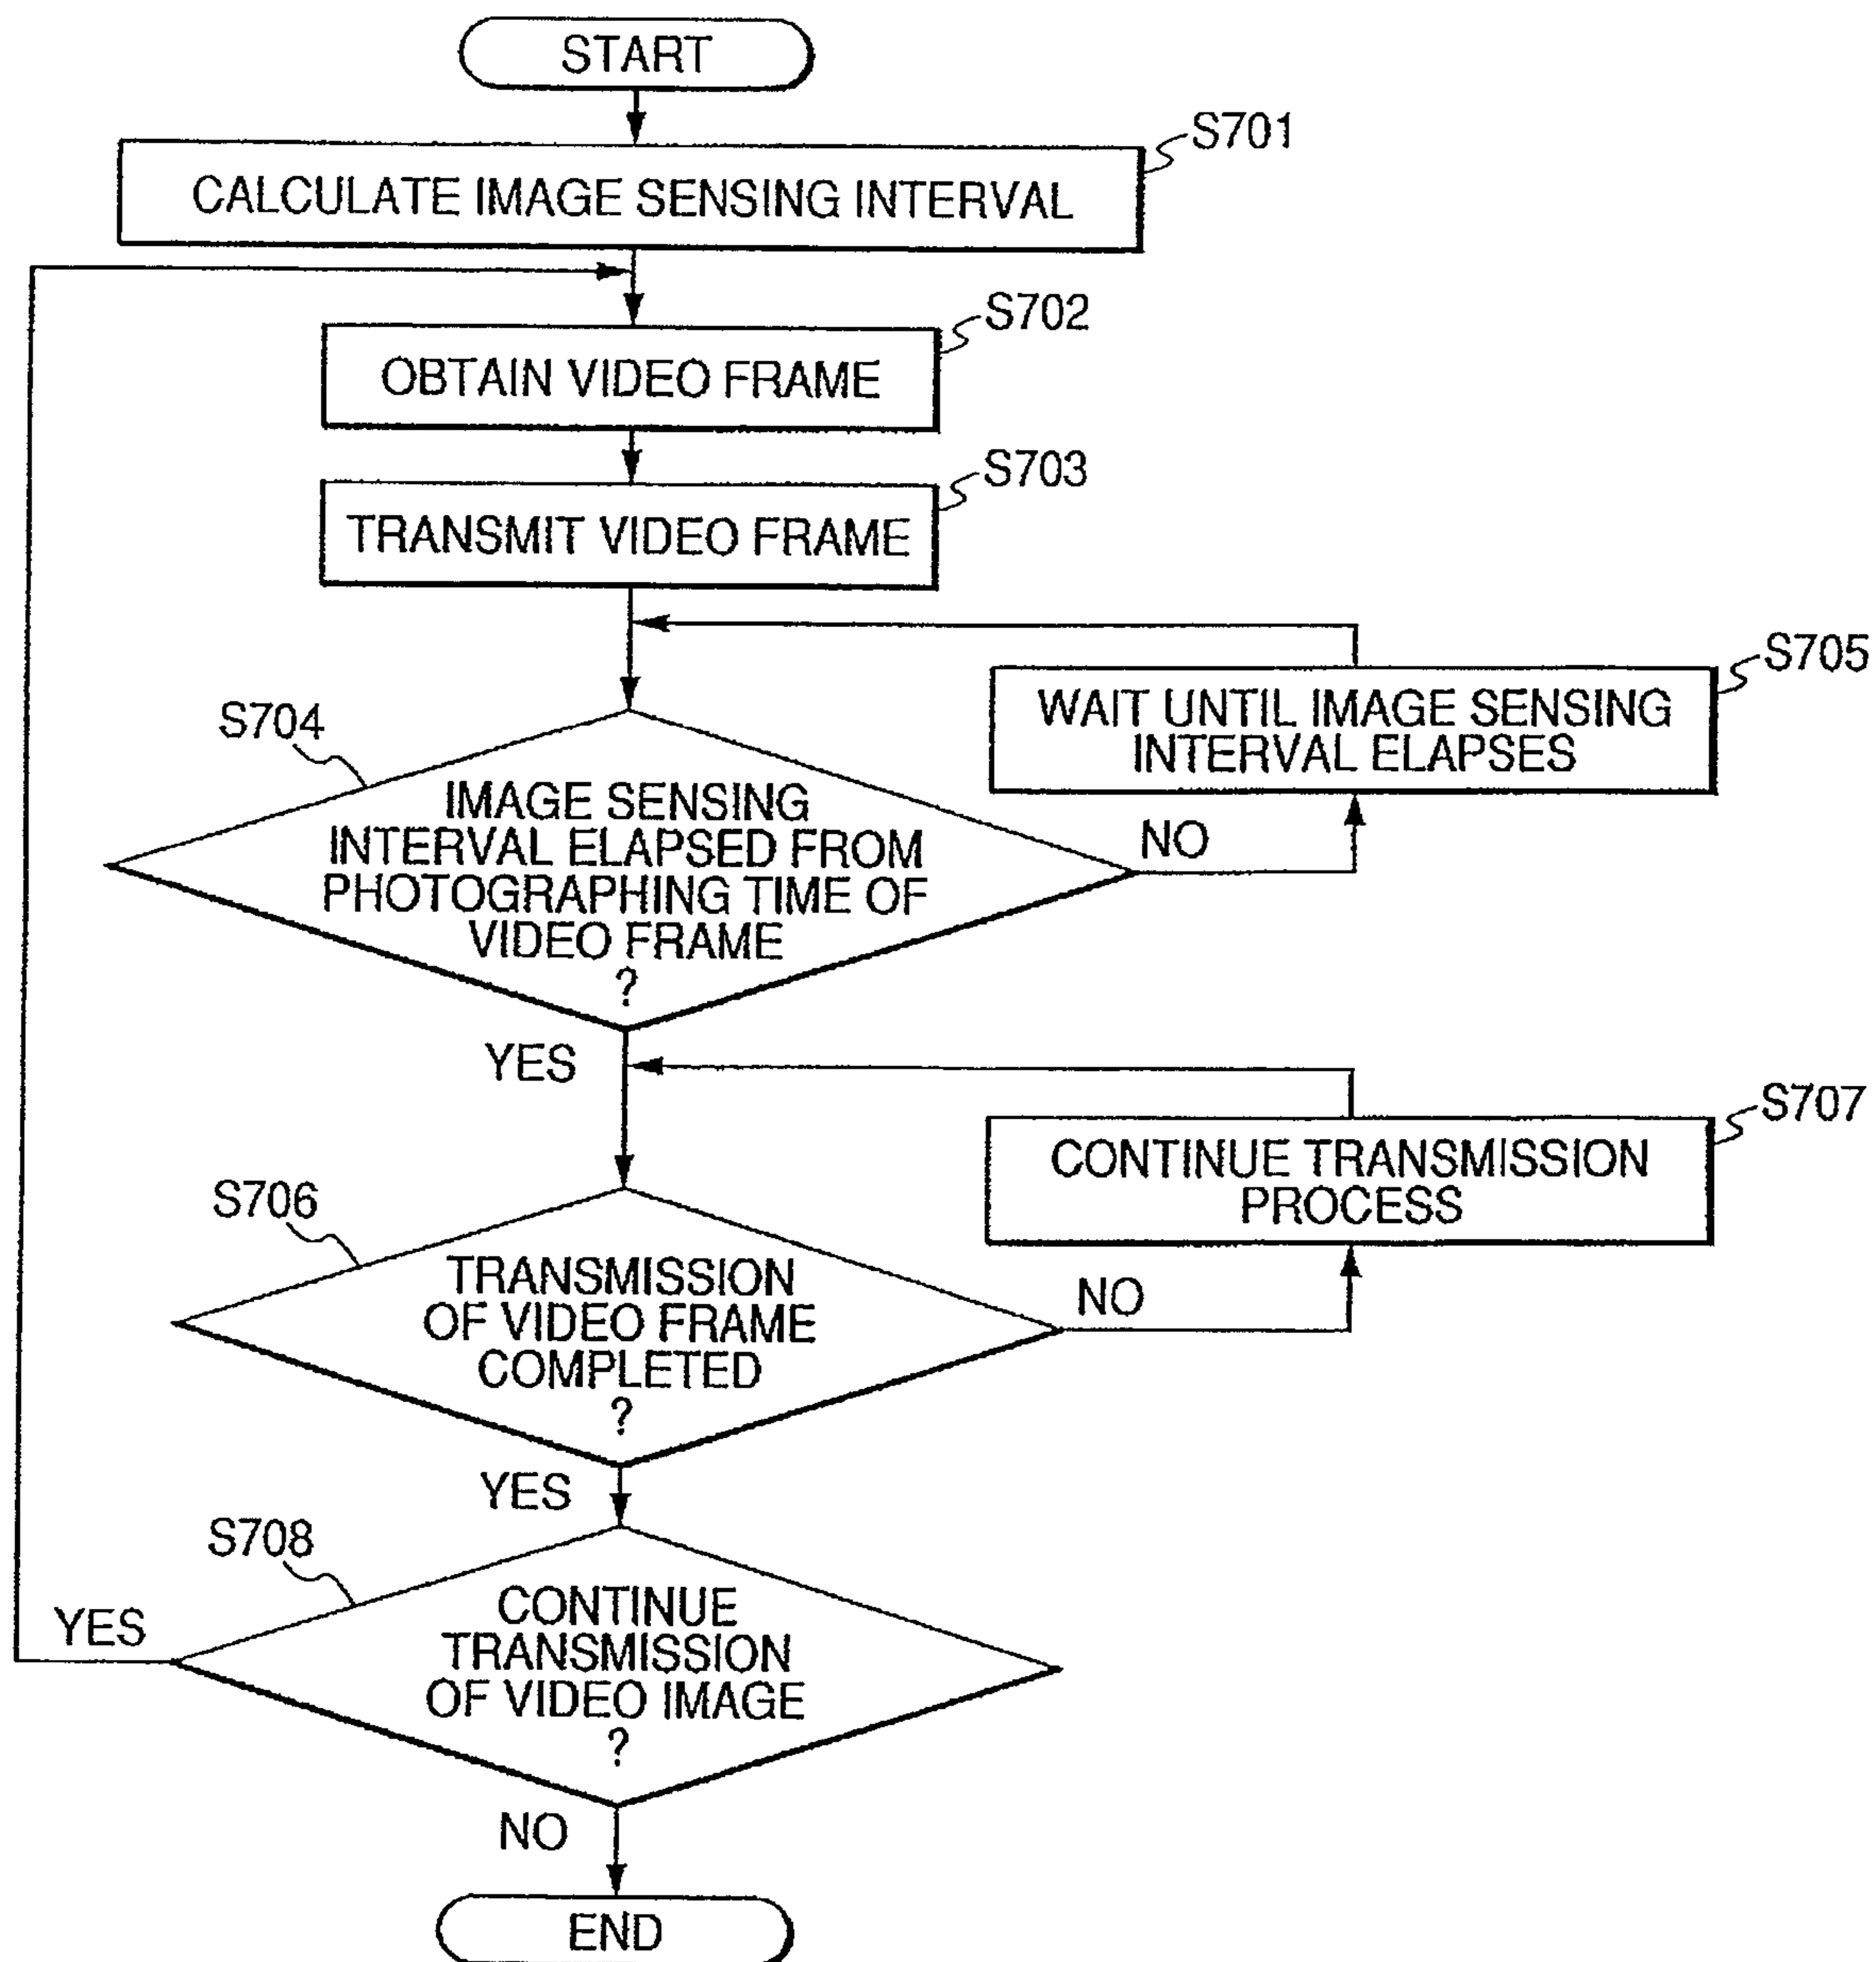 START
S701
CALCULATE IMAGE SENSING INTERVAL
S702
OBTAIN VIDEO FRAME
S703
TRANSMIT VIDEO FRAME
S705
WAIT UNTIL IMAGE SENSING
INTERVAL ELAPSES
S704
IMAGE SENSING
INTERVAL ELAPSED FROM
PHOTOGRAPHING TIME OF
VIDEO FRAME
?
NO
YES
S707
CONTINUE TRANSMISSION
PROCESS
S706
TRANSMISSION
OF VIDEO FRAME
COMPLETED
?
NO
YES
S708
CONTINUE
TRANSMISSION
OF VIDEO IMAGE
?
YES
NO
END